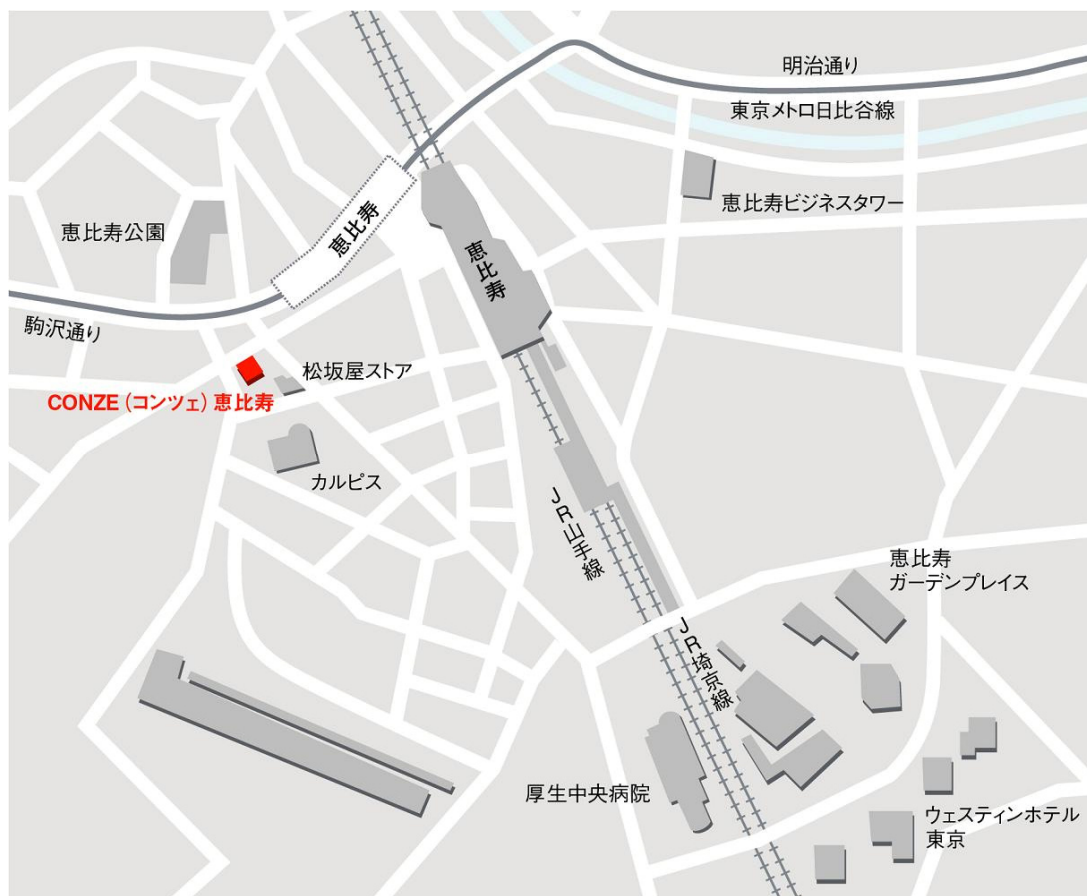 明治通り
東京メトロ日比谷線
恵比寿ビジネスタワー
恵比寿公園
恵比寿
恵比寿
駒沢通り
松坂屋ストア
CONZE (コンツェ) 恵比寿
カルピス
JR山手線
恵比寿
ガーデンプレイス
JR埼京線
厚生中央病院
ウェスティンホテル
東京